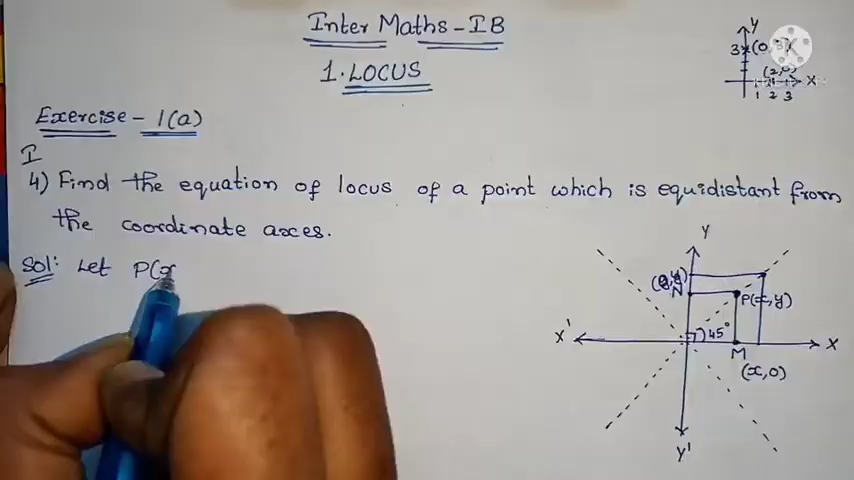 Inter Maths - IB
1. LOCUS
Exercise - 1(a)
I
4) Find the equation of locus of a point which is equidistant from
the coordinate axes.
Sol: Let P(x
Y
3
X
1 2 3
Y
N
P(x, y)
X'
45°
X
M
(x, 0)
Y'